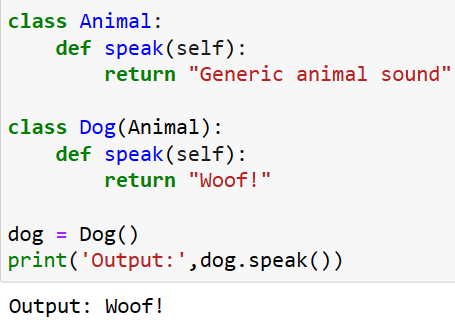 class Animal:
    def speak(self):
        return "Generic animal sound"
class Dog(Animal):
    def speak(self):
        return "Woof!"
dog = Dog()
print('Output:',dog.speak())
Output: Woof!